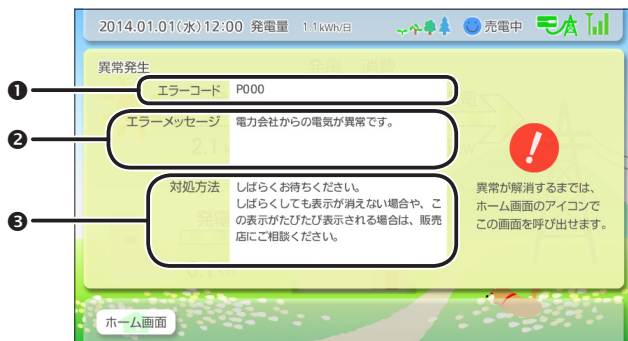 2014.01.01(水)12:00 発電量 1.1kWh/日 売電中
異常発生
❶ エラーコード P000
❷ エラーメッセージ 電力会社からの電気が異常です。
❸ 対処方法 しばらくお待ちください。
しばらくしても表示が消えない場合や、こ
の表示がたびたび表示される場合は、販売
店にご相談ください。
異常が解消するまでは、
ホーム画面のアイコンで
この画面を呼び出せます。
ホーム画面